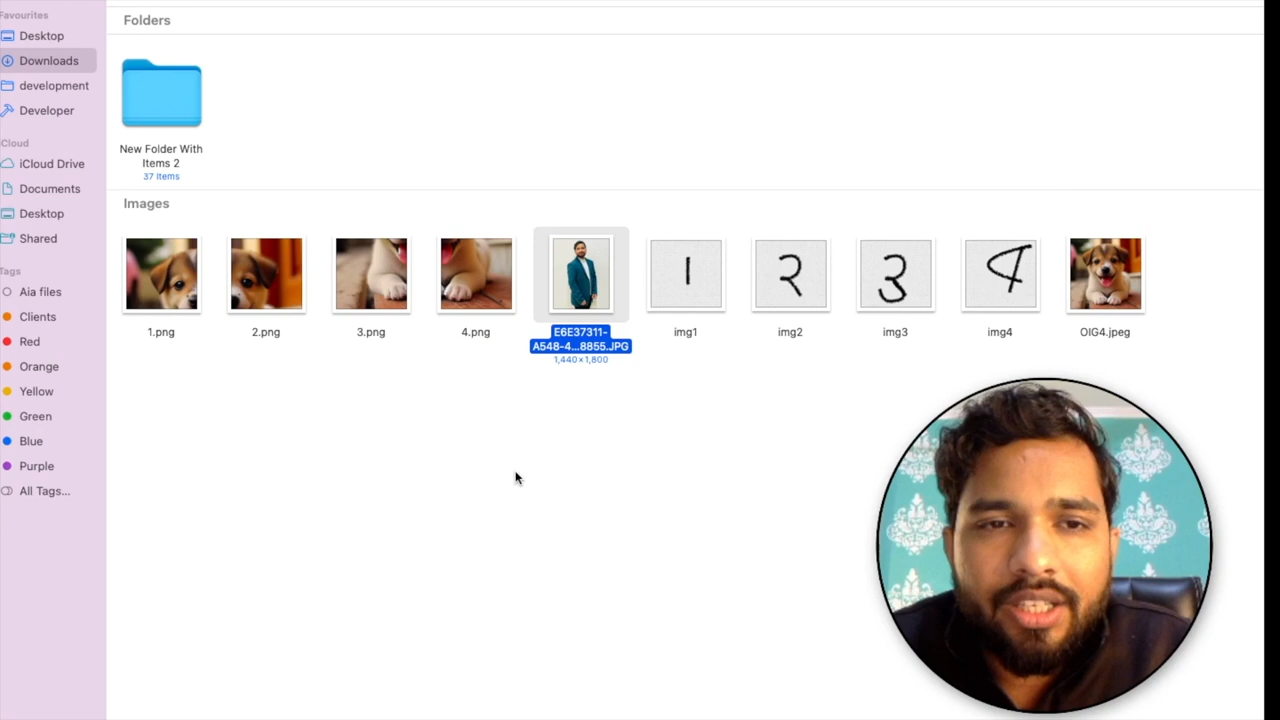 Favourites
Desktop
Downloads
development
Developer
iCloud Drive
Documents
Desktop
Shared
Tags
Aia files
Clients
Red
Orange
Yellow
Green
Blue
Purple
All Tags...
Folders
New Folder With
Items 2
37 items
Images
1 2 3 4
1.png 2.png 3.png 4.png E6E37311- img1 img2 img3 img4 OIG4.jpeg
A548-4...8855.JPG
1,440×1,800